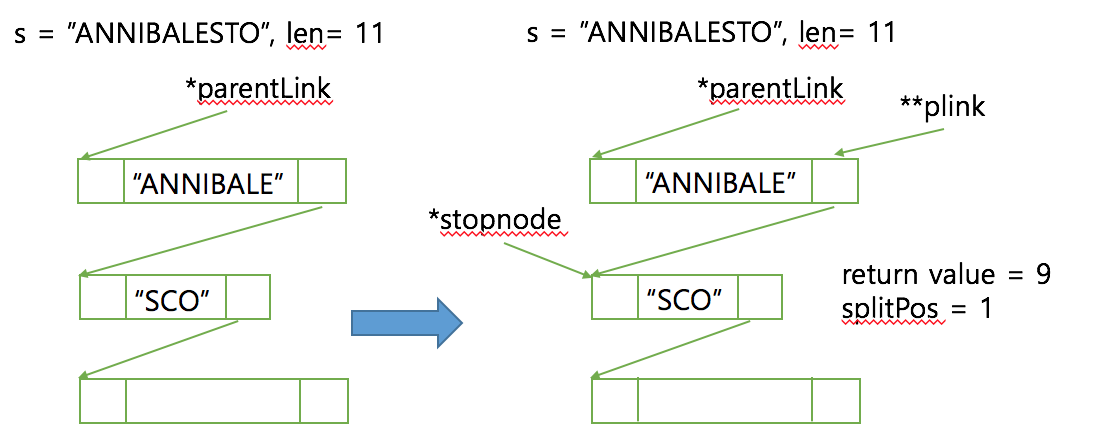 s = "ANNIBALESTO", len= 11
*parentLink
"ANNIBALE"
"SCO"
s = "ANNIBALESTO", len= 11
*parentLink
**plink
"ANNIBALE"
*stopnode
"SCO"
return value = 9
splitPos = 1